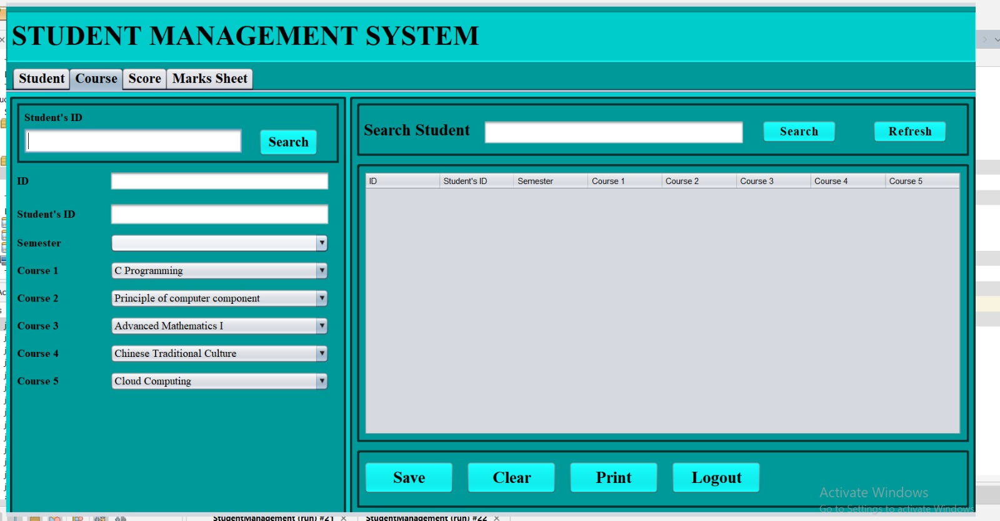 STUDENT MANAGEMENT SYSTEM
Student Course Score Marks Sheet
Student's ID
Search
ID
Student's ID
Semester
Course 1 C Programming
Course 2 Principle of computer component
Course 3 Advanced Mathematics I
Course 4 Chinese Traditional Culture
Course 5 Cloud Computing
Search Student Search Refresh
ID Student's ID Semester Course 1 Course 2 Course 3 Course 4 Course 5
Save Clear Print Logout
Activate Windows
Go to Settings to activate Windows
StudentManagement (run) #21 StudentManagement (run) #22